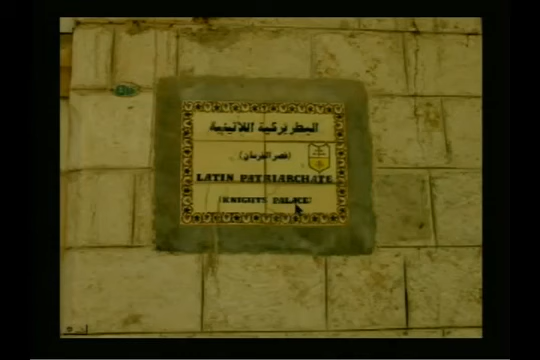 البطريركية اللاتينية
(قصر الفرسان)
LATIN PATRIARCHATE
(KNIGHTS PALACE)